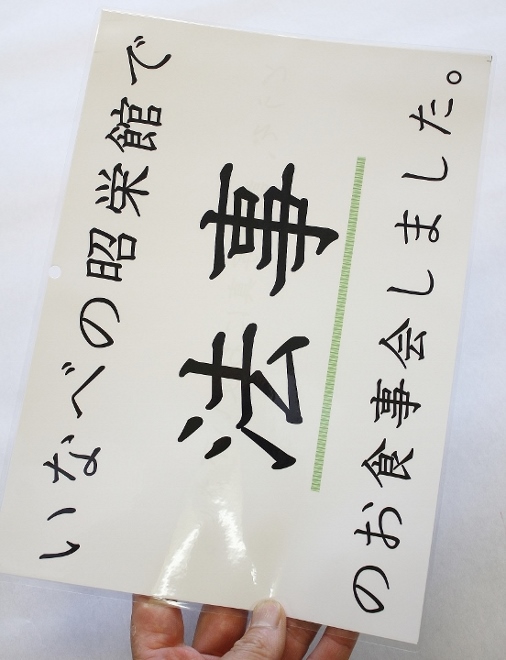 いなべの昭栄館で
法事
のお食事会しました。